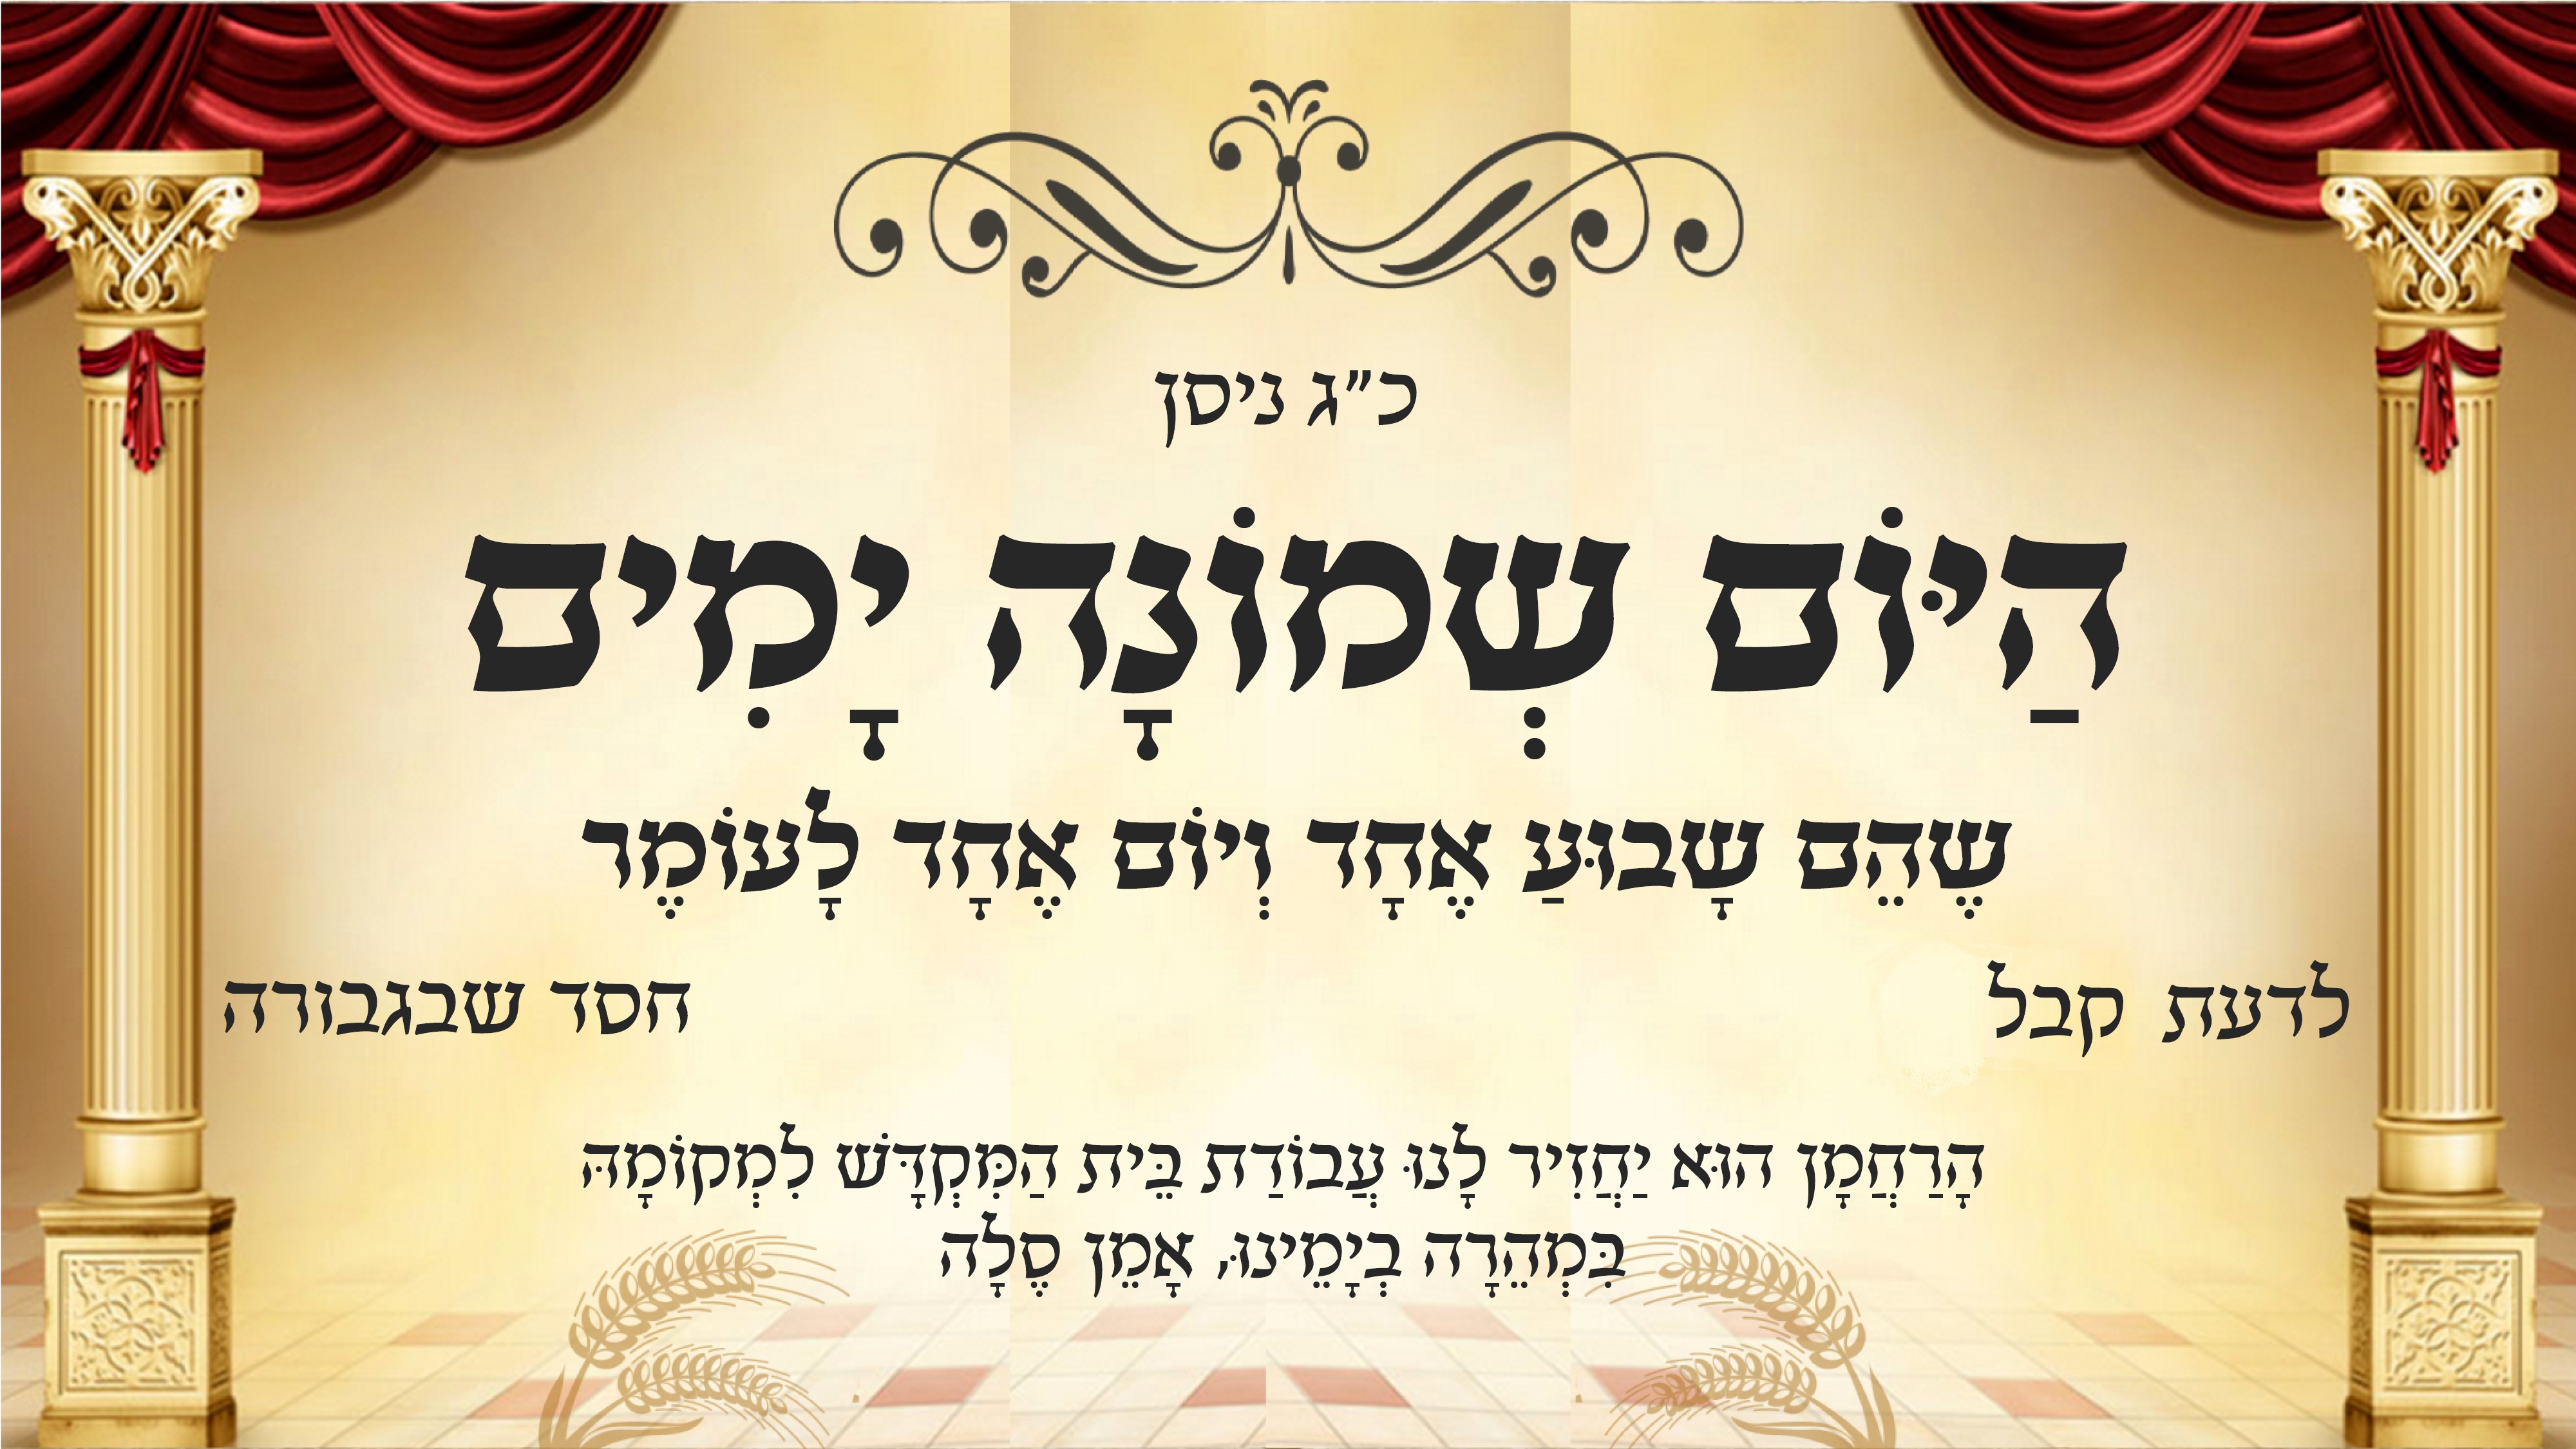 כ"ג ניסן
הַיּוֹם שְׁמוֹנָה יָמִים
שֶׁהֵם שָׁבוּעַ אֶחָד וְיוֹם אֶחָד לָעוֹמֶר
לדעת קבל חסד שבגבורה
הָרַחֲמָן הוּא יַחֲזִיר לָנוּ עֲבוֹדַת בֵּית הַמִּקְדָּשׁ לִמְקוֹמָהּ
בִּמְהֵרָה בְיָמֵינוּ, אָמֵן סֶלָה